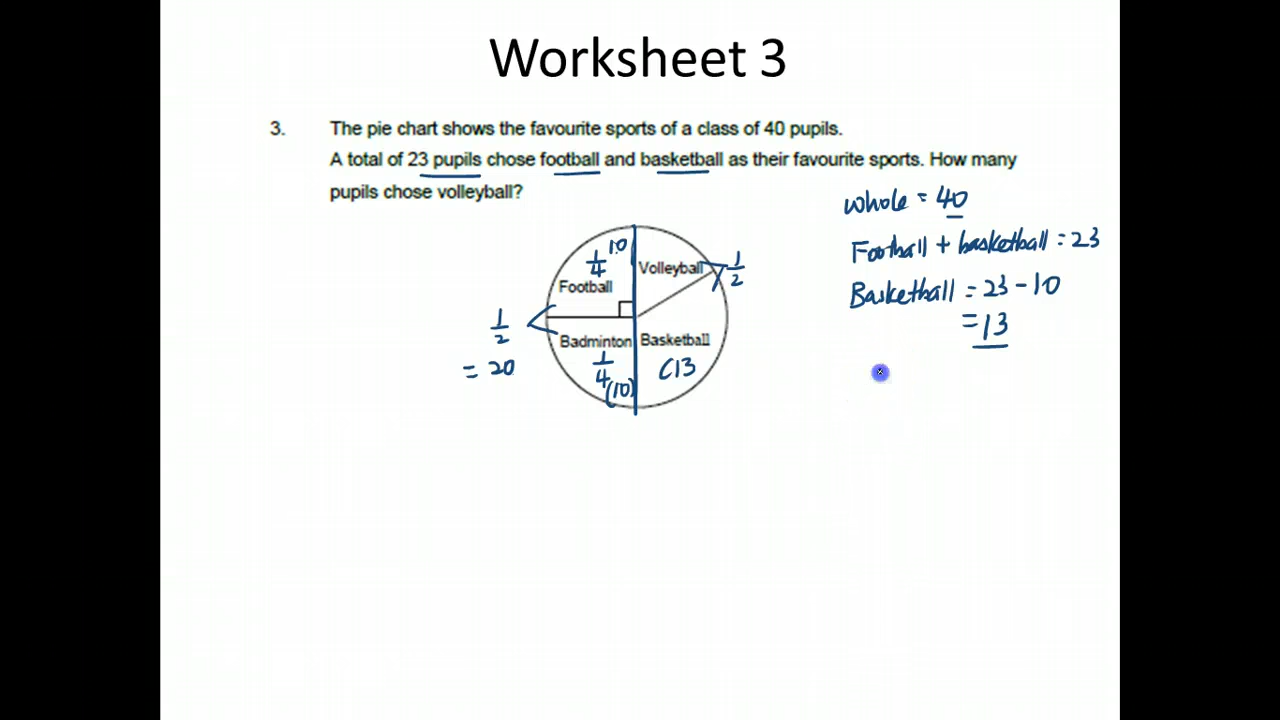 Worksheet 3
3. The pie chart shows the favourite sports of a class of 40 pupils.
A total of 23 pupils chose football and basketball as their favourite sports. How many
pupils chose volleyball?
whole = 40
Football + basketball = 23
Basketball = 23 - 10
= 13
10
1/4
Football
Volleyball
1/2
1/2
= 20
Badminton
1/4
(10)
Basketball
(13